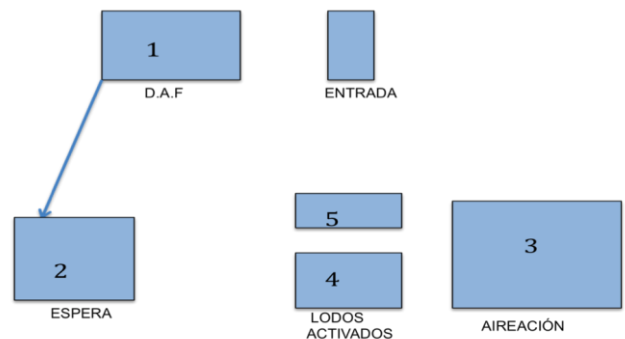 1
D.A.F
ENTRADA
2
ESPERA
5
4
LODOS
ACTIVADOS
3
AIREACIÓN